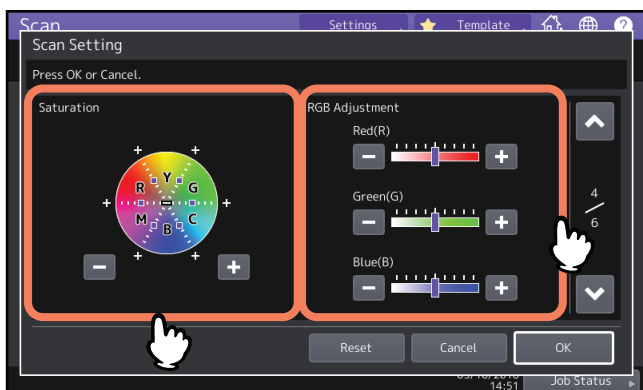 Scan
Settings
Template
?
Scan Setting
Press OK or Cancel.
Saturation
RGB Adjustment
+ +
R Y G
+ − +
M B C
+ +
− +
Red(R)
− +
Green(G)
− +
Blue(B)
− +
4
6
Reset
Cancel
OK
14:51
Job Status